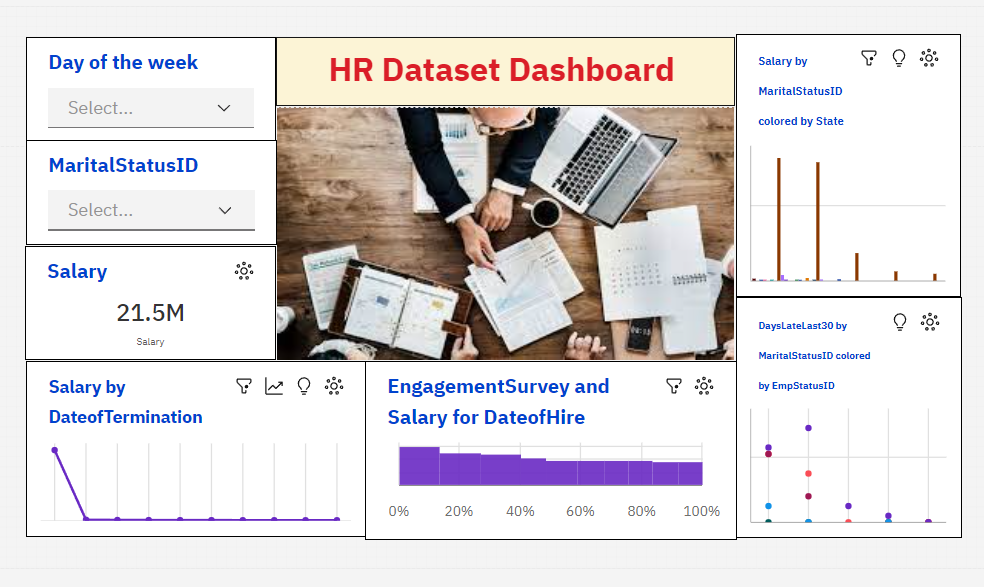 Day of the week
Select...
MaritalStatusID
Select...
Salary
21.5M
Salary
HR Dataset Dashboard
Salary by
MaritalStatusID
colored by State
Salary by
DateofTermination
EngagementSurvey and
Salary for DateofHire
0% 20% 40% 60% 80% 100%
DaysLateLast30 by
MaritalStatusID colored
by EmpStatusID